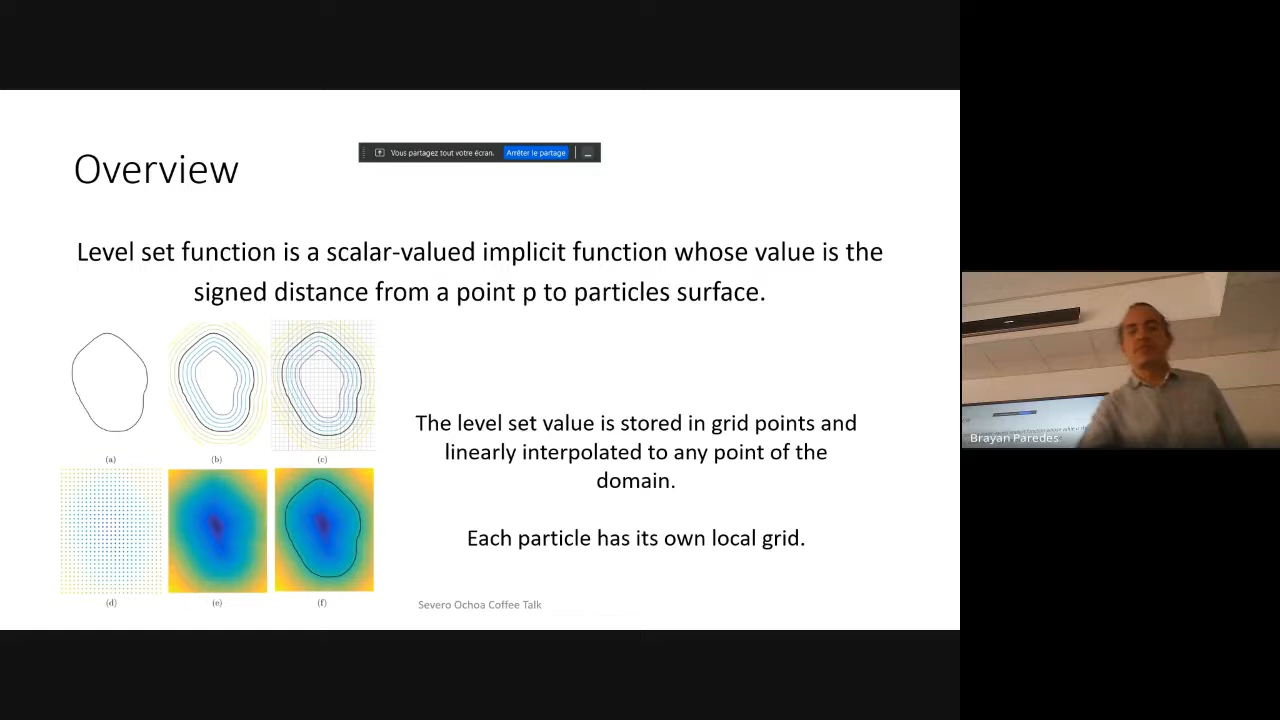 Overview
Vous partagez tout votre écran.
Arrêter le partage
Level set function is a scalar-valued implicit function whose value is the
signed distance from a point p to particles surface.
(a)
(b)
(c)
The level set value is stored in grid points and
linearly interpolated to any point of the
domain.
Each particle has its own local grid.
(d)
(e)
(f)
Severo Ochoa Coffee Talk
Brayan Paredes